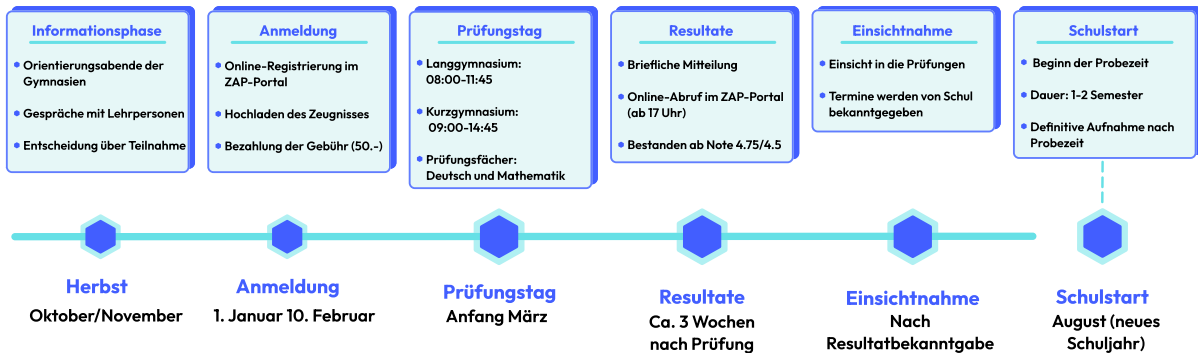 Informationsphase
Orientierungsabende der
Gymnasien
Gespräche mit Lehrpersonen
Entscheidung über Teilnahme
Anmeldung
Online-Registrierung im
ZAP-Portal
Hochladen des Zeugnisses
Bezahlung der Gebühr (50.-)
Prüfungstag
Langgymnasium:
08:00-11:45
Kurzgymnasium:
09:00-14:45
Prüfungsfächer:
Deutsch und Mathematik
Resultate
Briefliche Mitteilung
Online-Abruf im ZAP-Portal
(ab 17 Uhr)
Bestanden ab Note 4.75/4.5
Einsichtnahme
Einsicht in die Prüfungen
Termine werden von Schul
bekanntgegeben
Schulstart
Beginn der Probezeit
Dauer: 1-2 Semester
Definitive Aufnahme nach
Probezeit
Herbst
Oktober/November
Anmeldung
1. Januar 10. Februar
Prüfungstag
Anfang März
Resultate
Ca. 3 Wochen
nach Prüfung
Einsichtnahme
Nach
Resultatbekanntgabe
Schulstart
August (neues
Schuljahr)